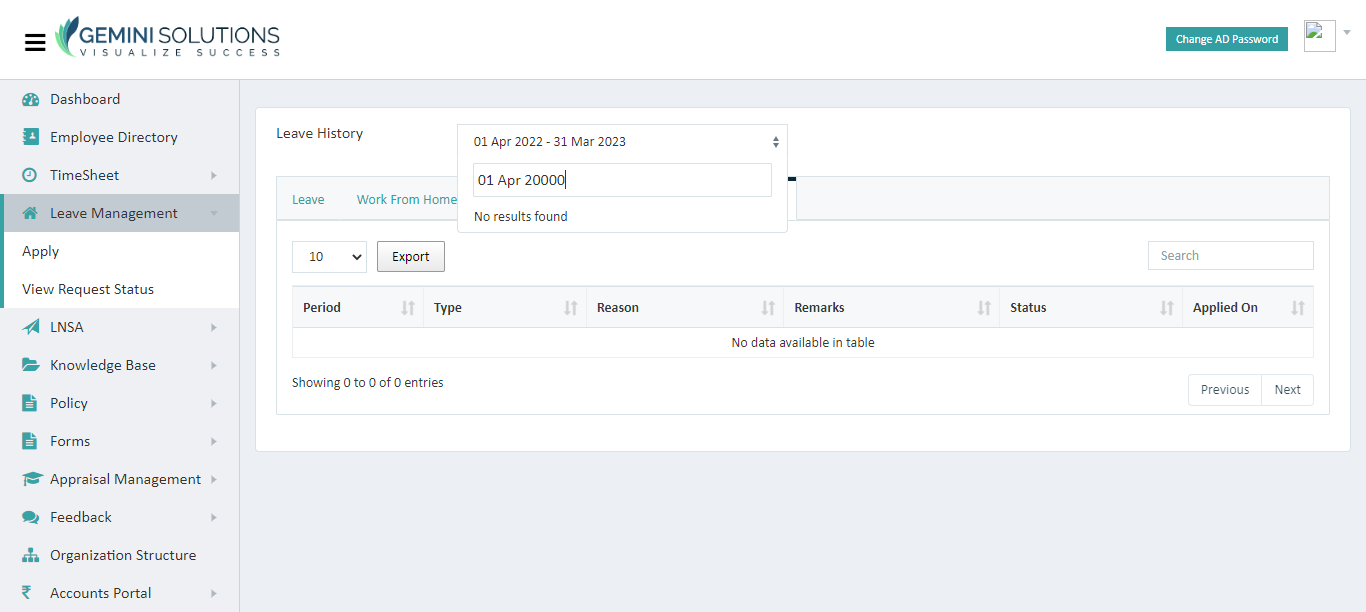 GEMINI SOLUTIONS
VISUALIZE SUCCESS
Change AD Password
Dashboard
Employee Directory
TimeSheet
Leave Management
Apply
View Request Status
LNSA
Knowledge Base
Policy
Forms
Appraisal Management
Feedback
Organization Structure
Accounts Portal
Leave History
01 Apr 2022 - 31 Mar 2023
01 Apr 20000
No results found
Leave Work From Home
10 Export Search
Period Type Reason Remarks Status Applied On
No data available in table
Showing 0 to 0 of 0 entries
Previous Next